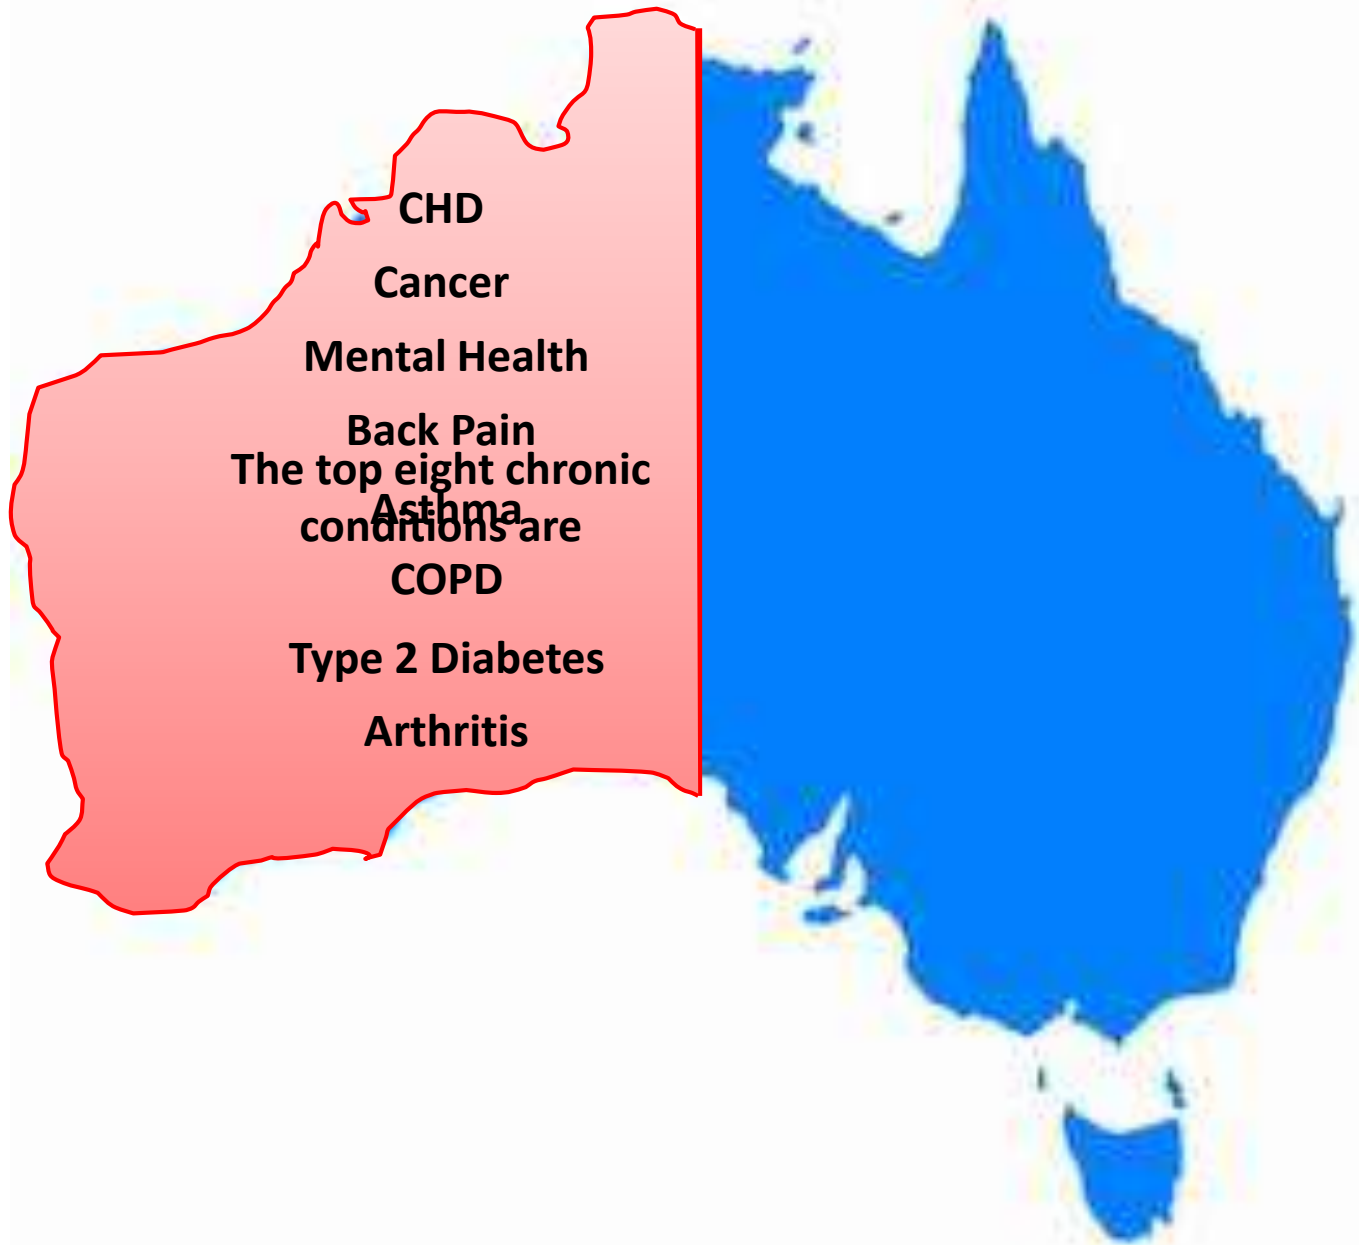 CHD
Cancer
Mental Health
Back Pain
The top eight chronic
Asthma
conditions are
COPD
Type 2 Diabetes
Arthritis